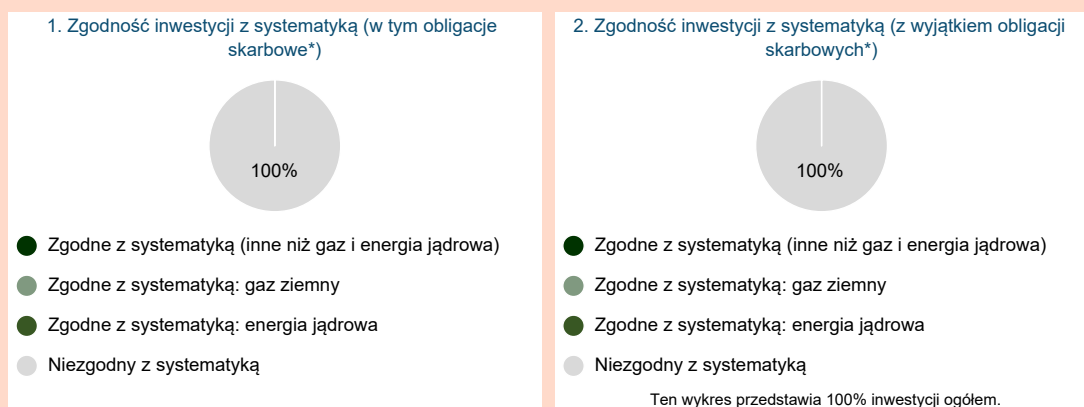 1. Zgodność inwestycji z systematyką (w tym obligacje
skarbowe*)
100%
Zgodne z systematyką (inne niż gaz i energia jądrowa)
Zgodne z systematyką: gaz ziemny
Zgodne z systematyką: energia jądrowa
Niezgodny z systematyką
2. Zgodność inwestycji z systematyką (z wyjątkiem obligacji
skarbowych*)
100%
Zgodne z systematyką (inne niż gaz i energia jądrowa)
Zgodne z systematyką: gaz ziemny
Zgodne z systematyką: energia jądrowa
Niezgodny z systematyką
Ten wykres przedstawia 100% inwestycji ogółem.